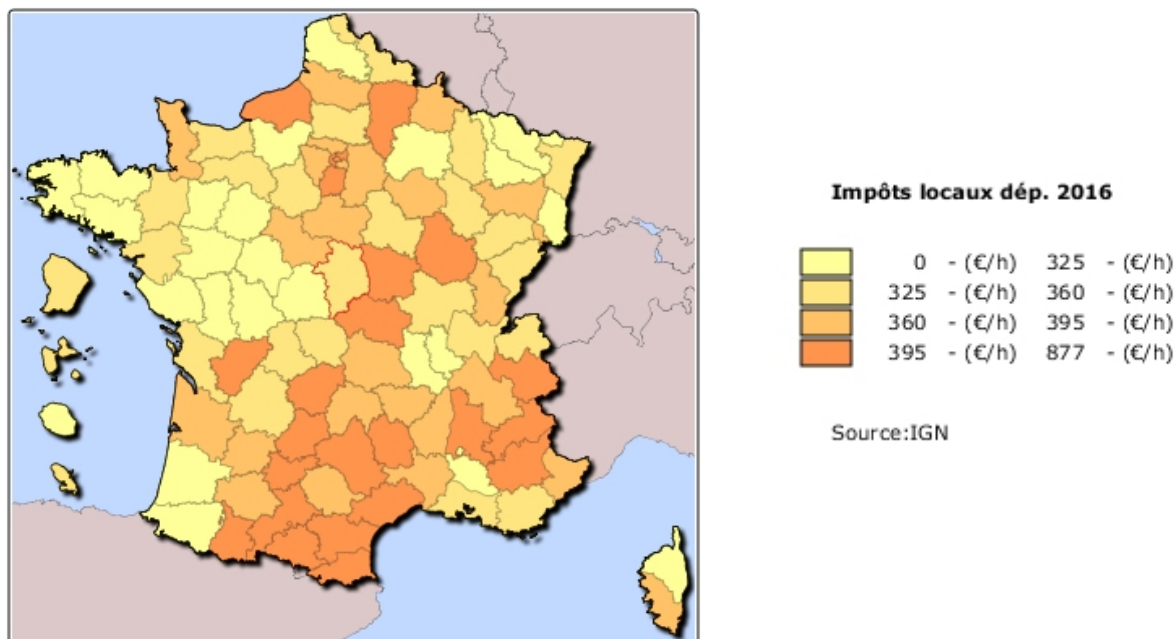 Impôts locaux dép. 2016
0 - (€/h) 325 - (€/h)
325 - (€/h) 360 - (€/h)
360 - (€/h) 395 - (€/h)
395 - (€/h) 877 - (€/h)
Source:IGN